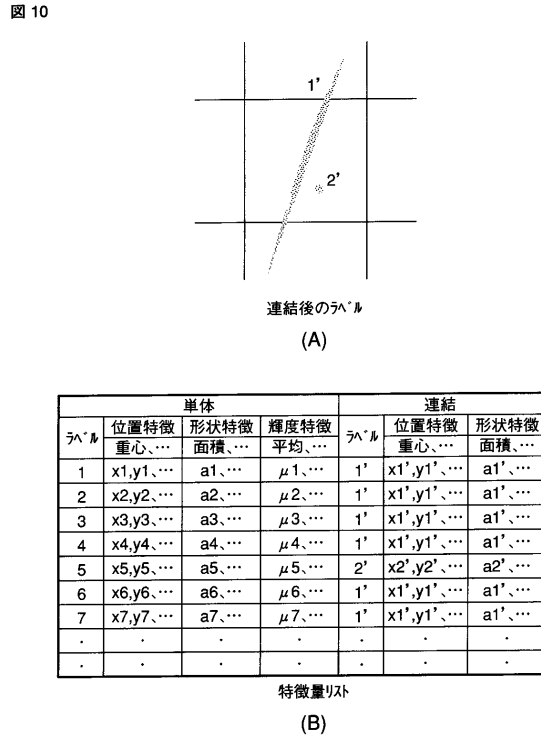 図 10
1’
2’
連結後のﾗﾍﾞﾙ
(A)
単体 連結
ﾗﾍﾞﾙ 位置特徴 形状特徴 輝度特徴 ﾗﾍﾞﾙ 位置特徴 形状特徴
重心、… 面積、… 平均、… 重心、… 面積、…
1 x1,y1、… a1、… μ1、… 1’ x1’,y1’、… a1’、…
2 x2,y2、… a2、… μ2、… 1’ x1’,y1’、… a1’、…
3 x3,y3、… a3、… μ3、… 1’ x1’,y1’、… a1’、…
4 x4,y4、… a4、… μ4、… 1’ x1’,y1’、… a1’、…
5 x5,y5、… a5、… μ5、… 2’ x2’,y2’、… a2’、…
6 x6,y6、… a6、… μ6、… 1’ x1’,y1’、… a1’、…
7 x7,y7、… a7、… μ7、… 1’ x1’,y1’、… a1’、…
・ ・ ・ ・ ・ ・ ・
・ ・ ・ ・ ・ ・ ・
特徴量ﾘｽﾄ
(B)